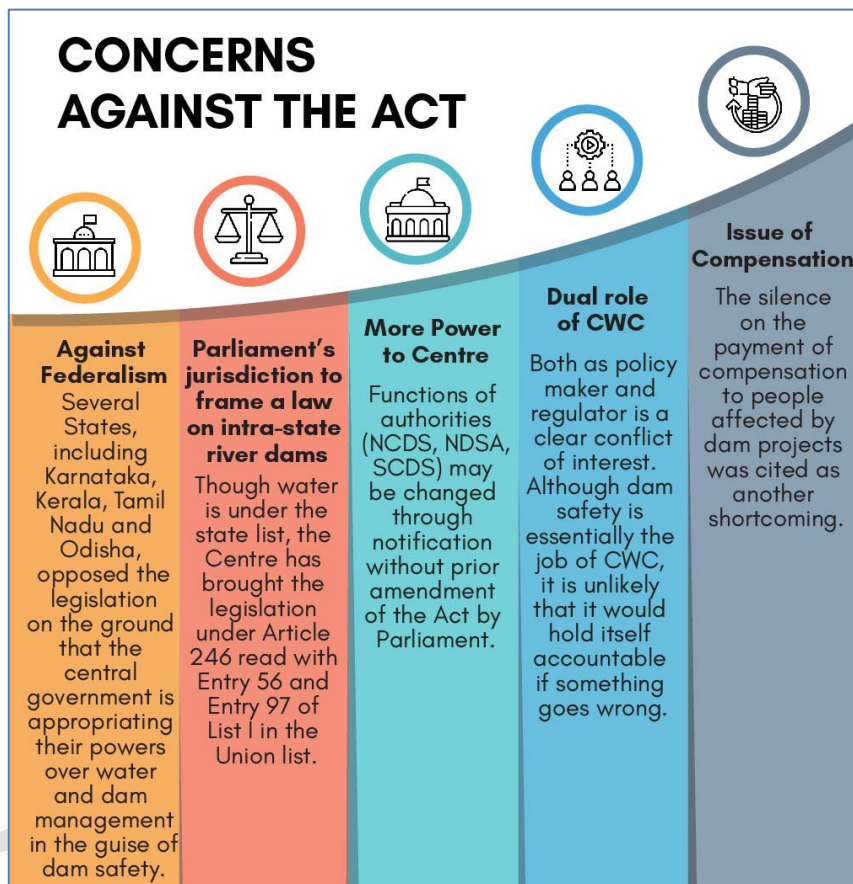 CONCERNS
AGAINST THE ACT
Against
Federalism
Several
States,
including
Karnataka,
Kerala, Tamil
Nadu and
Odisha,
opposed the
legislation
on the ground
that the
central
government is
appropriating
their powers
over water
and dam
management
in the guise of
dam safety.
Parliament's
jurisdiction to
frame a law
on intra-state
river dams
Though water
is under the
state list, the
Centre has
brought the
legislation
under Article
246 read with
Entry 56 and
Entry 97 of
List I in the
Union list.
More Power
to Centre
Functions of
authorities
(NCDS, NDSA,
SCDS) may
be changed
through
notification
without prior
amendment
of the Act by
Parliament.
Dual role
of CWC
Both as policy
maker and
regulator is a
clear conflict
of interest.
Although dam
safety is
essentially the
job of CWC,
it is unlikely
that it would
hold itself
accountable
if something
goes wrong.
Issue of
Compensation
The silence
on the
payment of
compensation
to people
affected by
dam projects
was cited as
another
shortcoming.